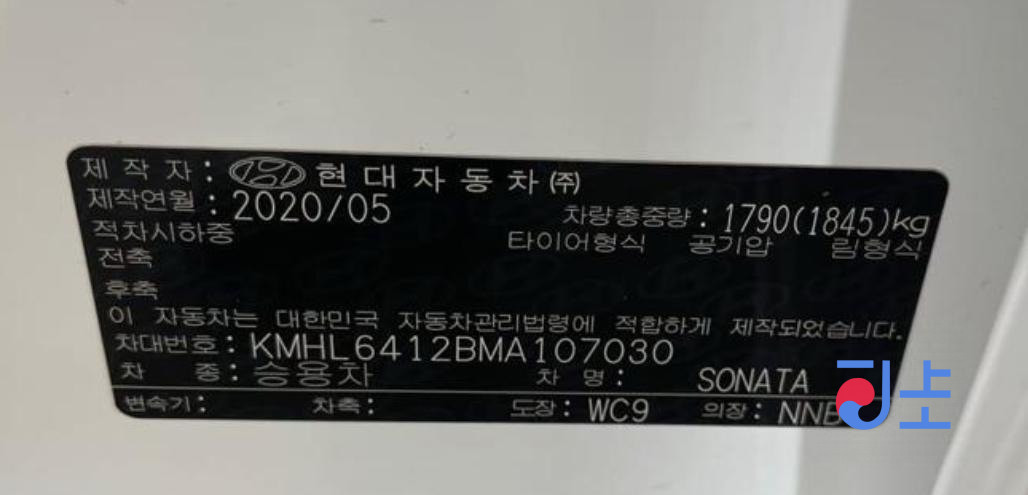 제 작 자 : 현 대 자 동 차 (주)
제작연월 : 2020/05 차량총중량 : 1790(1845)kg
적차시하중 타이어형식 공기압 림형식
전축
후축
이 자동차는 대한민국 자동차관리법령에 적합하게 제작되었습니다.
차대번호 : KMHL6412BMA107030
차 종 : 승용차 차 명 : SONATA
변속기 : 차축 : 도장 : WC9 의장 : NNB